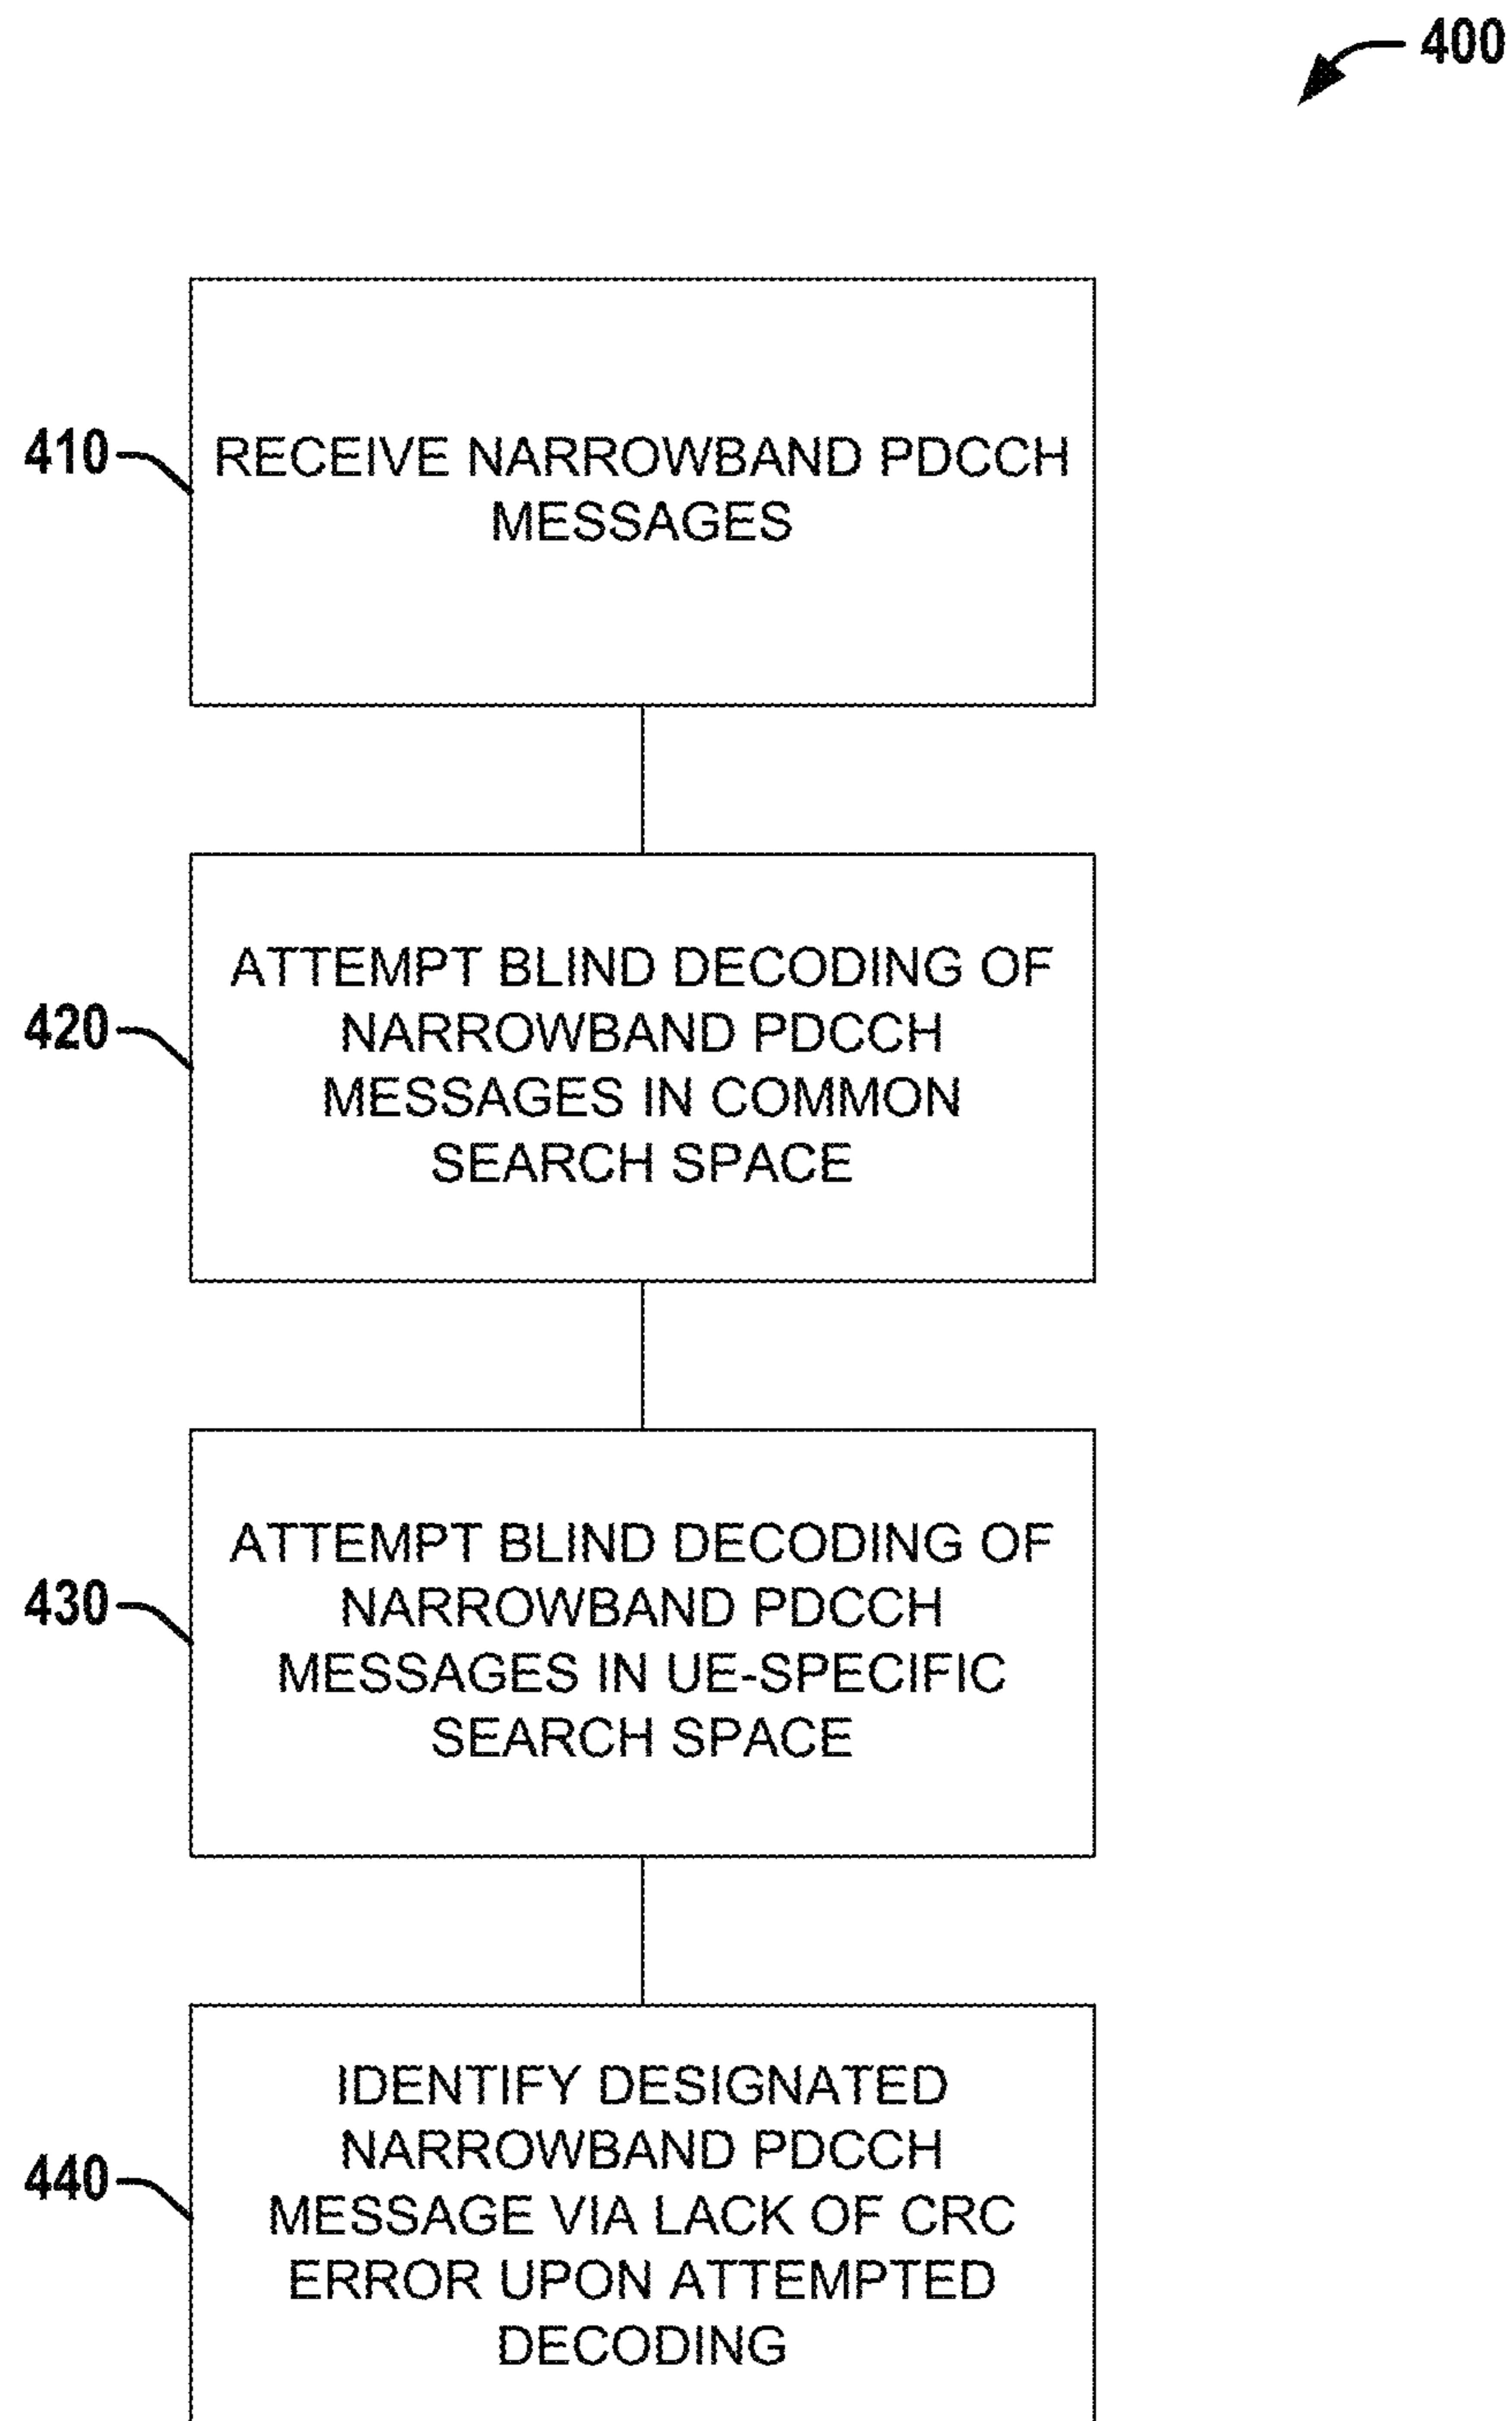 400
410
RECEIVE NARROWBAND PDCCH
MESSAGES
420
ATTEMPT BLIND DECODING OF
NARROWBAND PDCCH
MESSAGES IN COMMON
SEARCH SPACE
430
ATTEMPT BLIND DECODING OF
NARROWBAND PDCCH
MESSAGES IN UE-SPECIFIC
SEARCH SPACE
440
IDENTIFY DESIGNATED
NARROWBAND PDCCH
MESSAGE VIA LACK OF CRC
ERROR UPON ATTEMPTED
DECODING